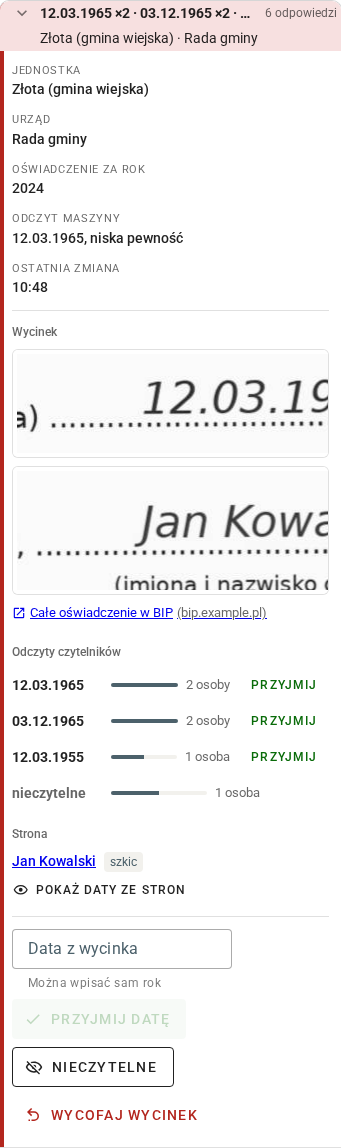 12.03.1965 ×2 · 03.12.1965 ×2 · ... 6 odpowiedzi
Złota (gmina wiejska) · Rada gminy
JEDNOSTKA
Złota (gmina wiejska)
URZĄD
Rada gminy
OŚWIADCZENIE ZA ROK
2024
ODCZYT MASZYNY
12.03.1965, niska pewność
OSTATNIA ZMIANA
10:48
Wycinek
a) ........................ 12.03.19
, ........................ Jan Kowa
(imiona i nazwisko
Całe oświadczenie w BIP (bip.example.pl)
Odczyty czytelników
12.03.1965 2 osoby PRZYJMIJ
03.12.1965 2 osoby PRZYJMIJ
12.03.1955 1 osoba PRZYJMIJ
nieczytelne 1 osoba
Strona
Jan Kowalski szkic
POKAŻ DATY ZE STRON
Data z wycinka
Można wpisać sam rok
PRZYJMIJ DATĘ
NIECZYTELNE
WYCOFAJ WYCINEK